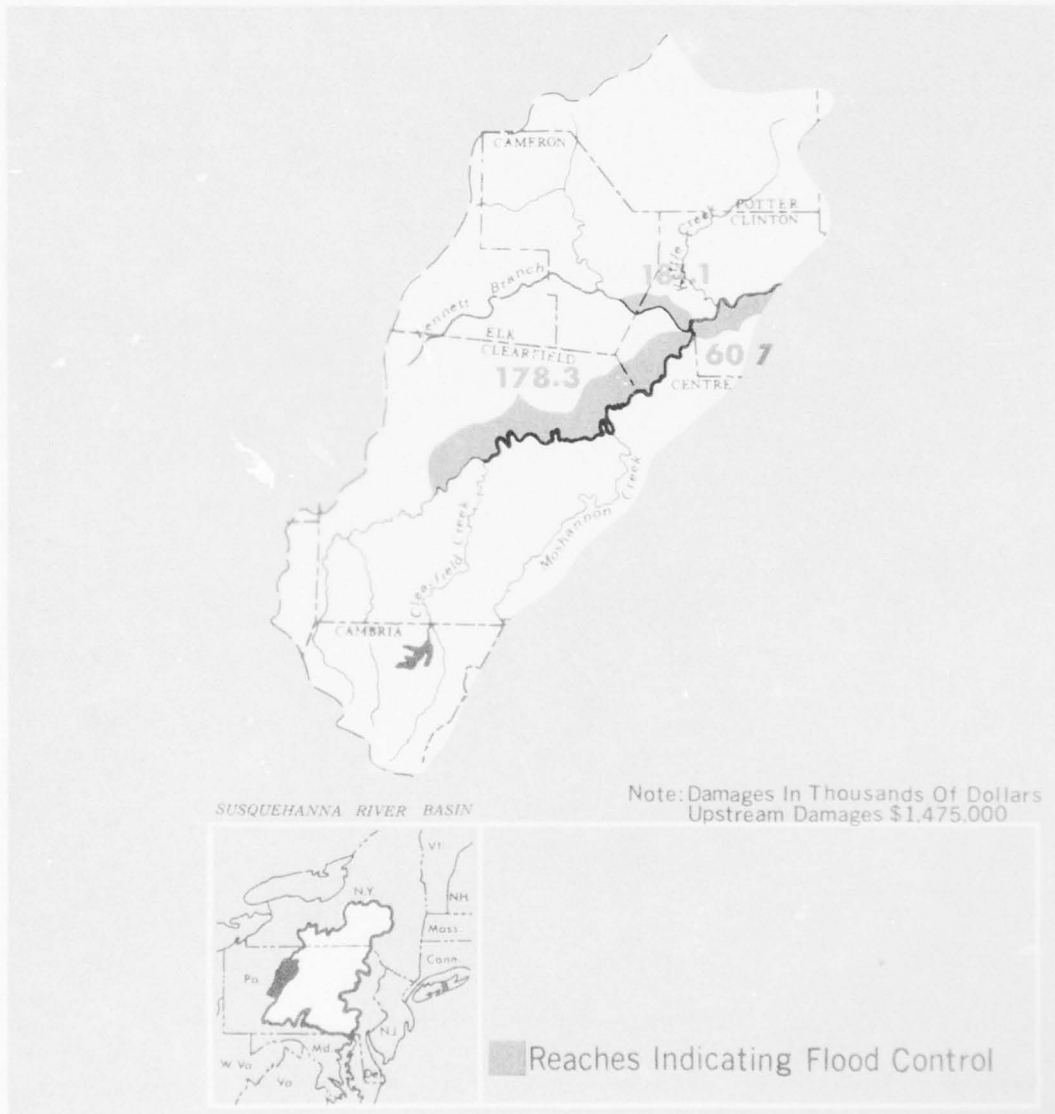 CAMERON
POTTER
CLINTON
Kettle Creek
Bennett Branch
ELK
CLEARFIELD
178.3
60 7
CENTRE
Moshannon Creek
Clearfield Creek
CAMBRIA
Note: Damages In Thousands Of Dollars
Upstream Damages $1,475,000
SUSQUEHANNA RIVER BASIN
Vt.
N.Y.
N.H.
Mass.
Conn.
Pa.
N.J.
Md.
W. Va.
Va.
Del.
Reaches Indicating Flood Control